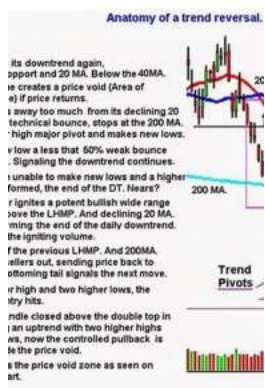 Anatomy of a trend reversal.
its downtrend again,
opport and 20 MA. Below the 40MA.
e creates a price void (Area of
e) if price returns.
s away too much from its declining 20
technical bounce, stops at the 200 MA.
r high major pivot and makes new lows.
v low a less that 50% weak bounce
. Signaling the downtrend continues.
unable to make new lows and a higher
formed, the end of the DT. Nears?
r ignites a potent bullish wide range
bove the LHMP. And declining 20 MA.
ming the end of the daily downtrend.
the igniting volume.
f the previous LHMP. And 200MA.
ellers out, sending price back to
ottoming tail signals the next move.
r high and two higher lows, the
ntry hits.
ndle closed above the double top in
an uptrend with two higher highs
ws, now the controlled pullback is
de the price void.
s the price void zone as seen on
art.
20
200 MA.
Trend
Pivots